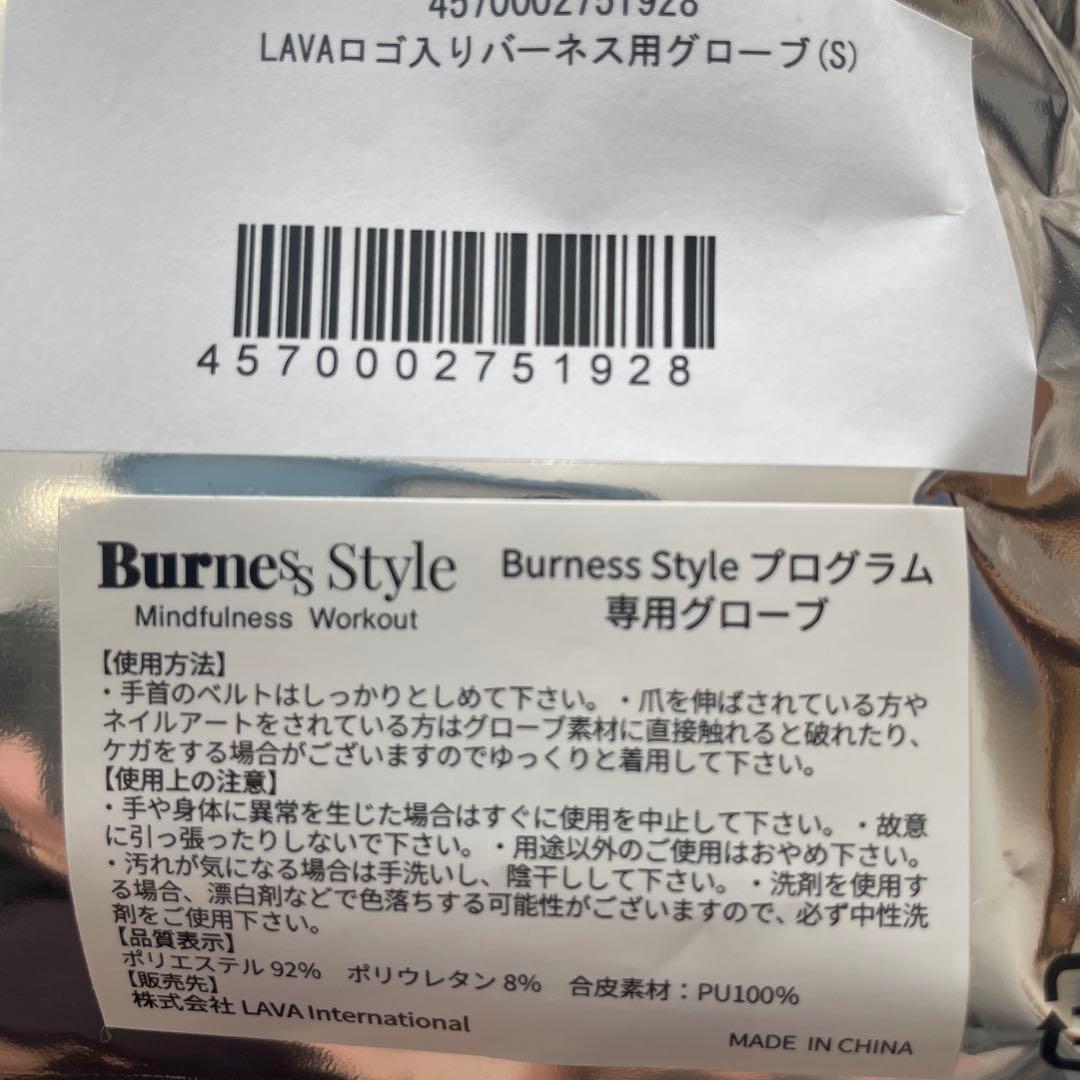 4570002751928
LAVAロゴ入りバーネス用グローブ(S)
4570002751928
Burness Style
Mindfulness Workout
Burness Style プログラム
専用グローブ
【使用方法】
・手首のベルトはしっかりとしめて下さい。・爪を伸ばされている方や
ネイルアートをされている方はグローブ素材に直接触れると破れたり、
ケガをする場合がございますのでゆっくりと着用して下さい。
【使用上の注意】
・手や身体に異常を生じた場合はすぐに使用を中止して下さい。・故意
に引っ張ったりしないで下さい。・用途以外のご使用はおやめ下さい。
・汚れが気になる場合は手洗いし、陰干しして下さい。・洗剤を使用す
る場合、漂白剤などで色落ちする可能性がございますので、必ず中性洗
剤をご使用下さい。
【品質表示】
ポリエステル 92%　ポリウレタン 8%　合皮素材：PU100%
【販売先】
株式会社 LAVA International
MADE IN CHINA